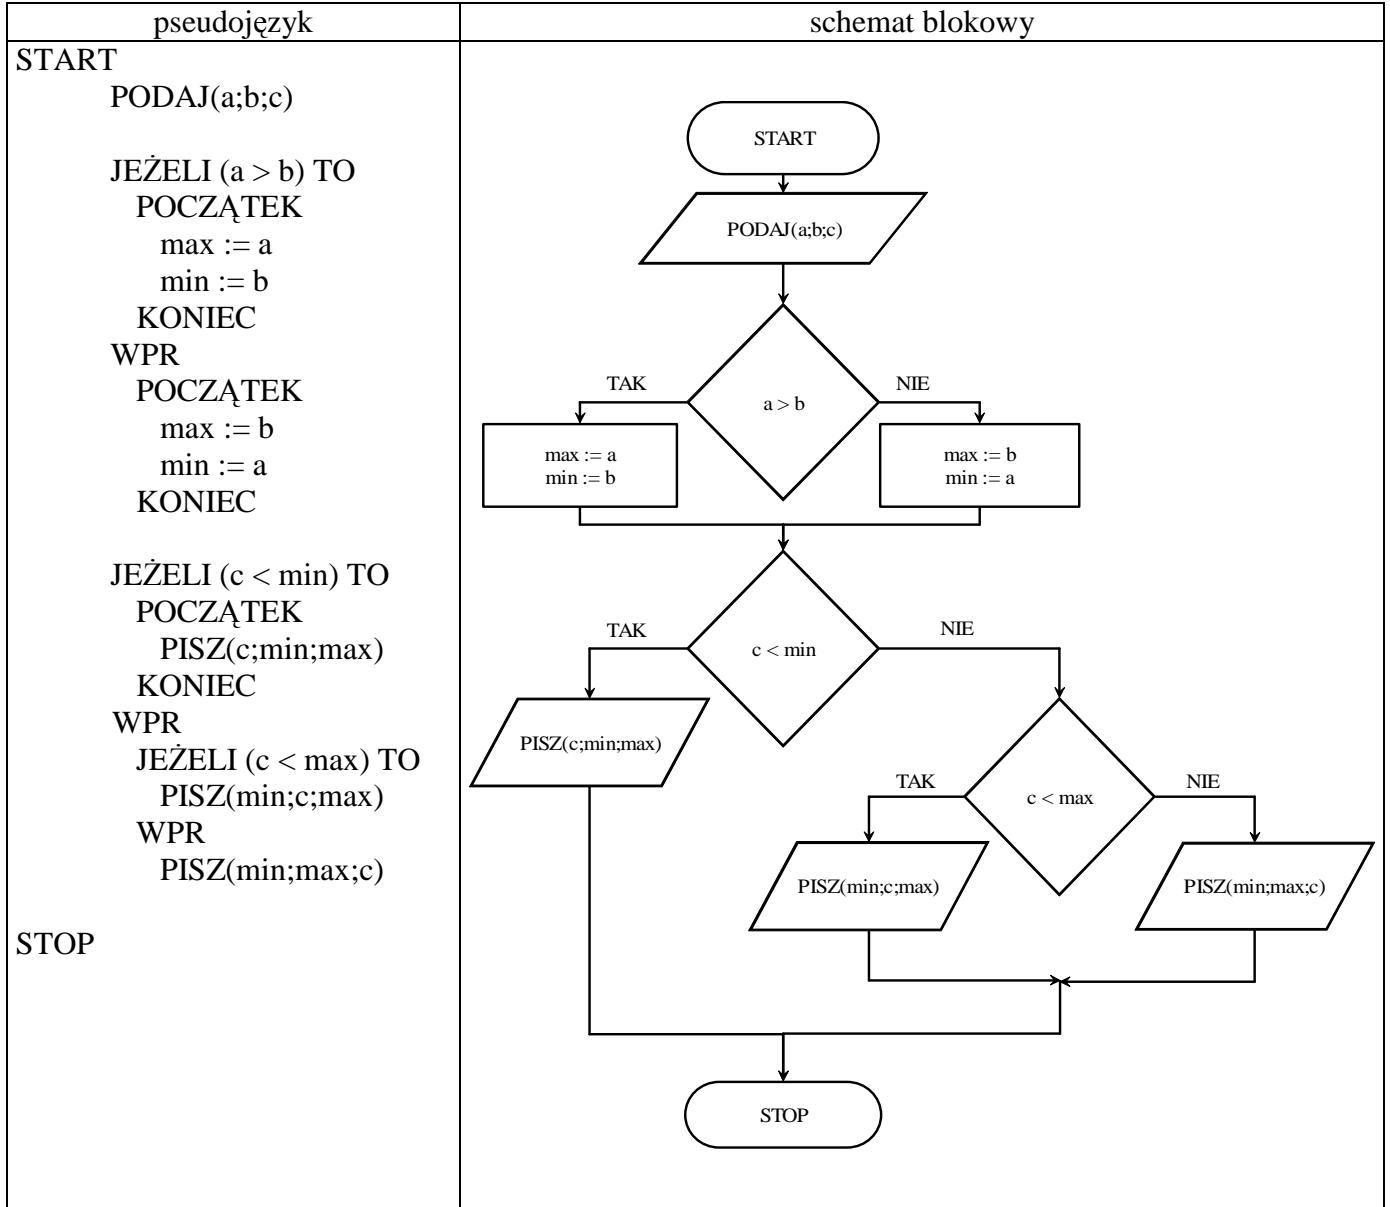 pseudojęzyk
schemat blokowy
START
PODAJ(a;b;c)
JEŻELI (a > b) TO
POCZĄTEK
max := a
min := b
KONIEC
WPR
POCZĄTEK
max := b
min := a
KONIEC
JEŻELI (c < min) TO
POCZĄTEK
PISZ(c;min;max)
KONIEC
WPR
JEŻELI (c < max) TO
PISZ(min;c;max)
WPR
PISZ(min;max;c)
STOP
START
PODAJ(a;b;c)
a > b
TAK
NIE
max := a
min := b
max := b
min := a
c < min
TAK
NIE
PISZ(c;min;max)
c < max
TAK
NIE
PISZ(min;c;max)
PISZ(min;max;c)
STOP